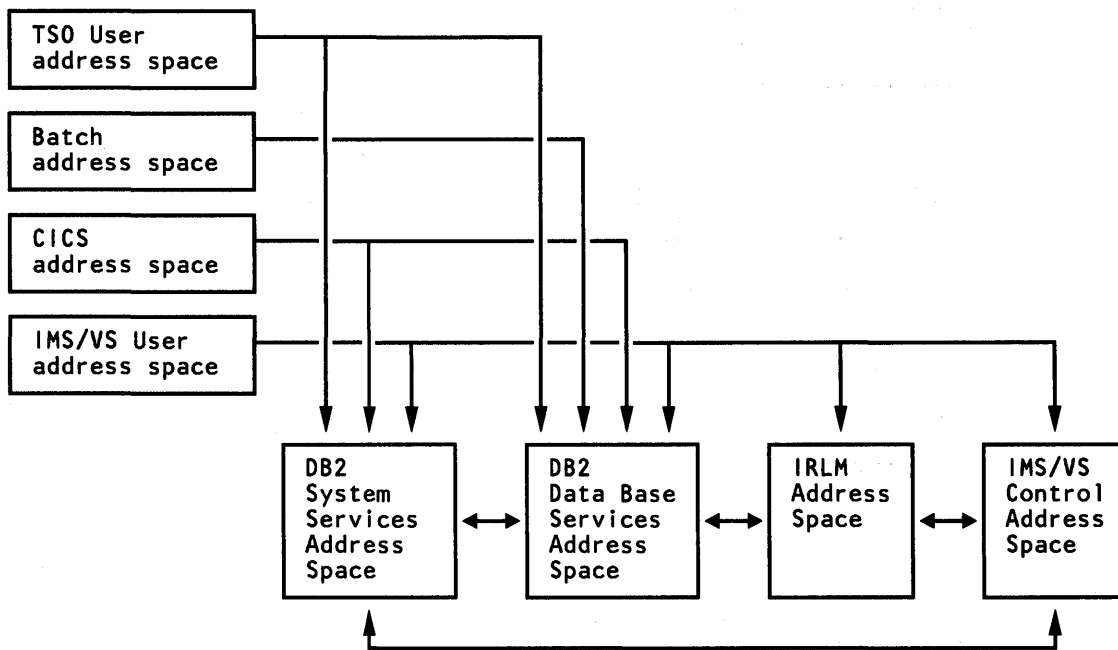 TSO User
address space
Batch
address space
CICS
address space
IMS/VS User
address space
DB2
System
Services
Address
Space
DB2
Data Base
Services
Address
Space
IRLM
Address
Space
IMS/VS
Control
Address
Space